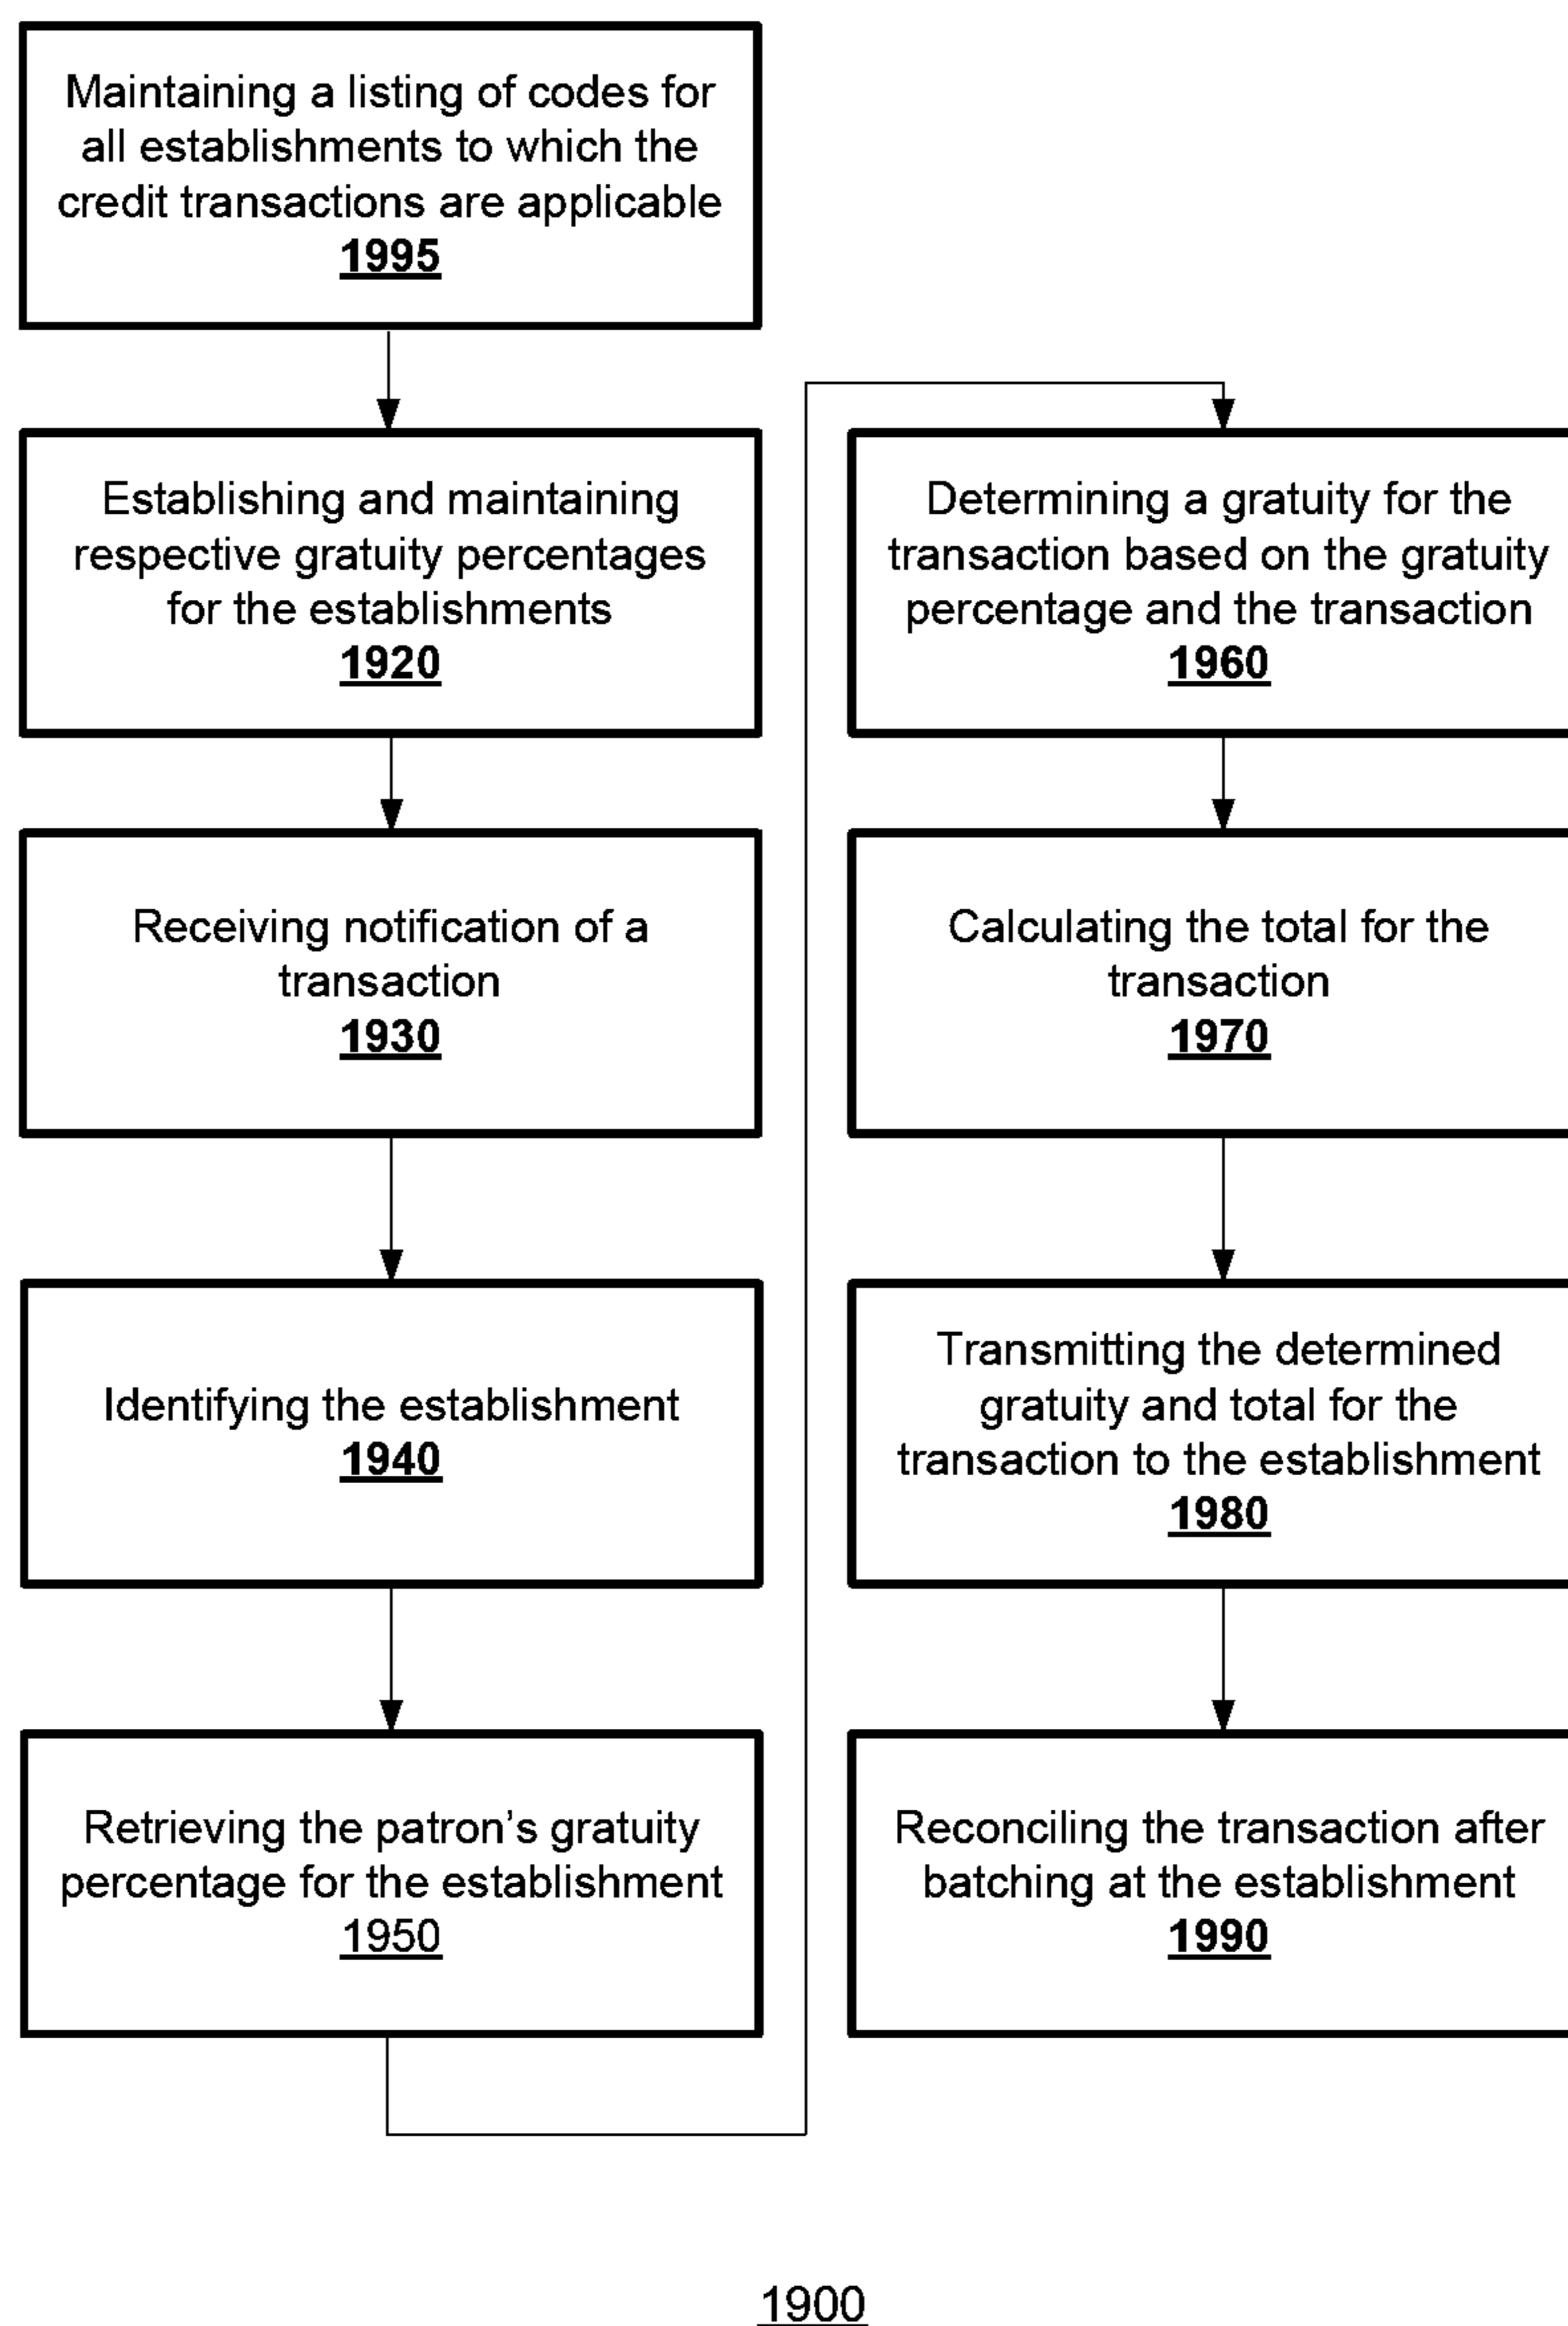 Maintaining a listing of codes for
all establishments to which the
credit transactions are applicable
1995
Establishing and maintaining
respective gratuity percentages
for the establishments
1920
Receiving notification of a
transaction
1930
Identifying the establishment
1940
Retrieving the patron's gratuity
percentage for the establishment
1950
Determining a gratuity for the
transaction based on the gratuity
percentage and the transaction
1960
Calculating the total for the
transaction
1970
Transmitting the determined
gratuity and total for the
transaction to the establishment
1980
Reconciling the transaction after
batching at the establishment
1990
1900